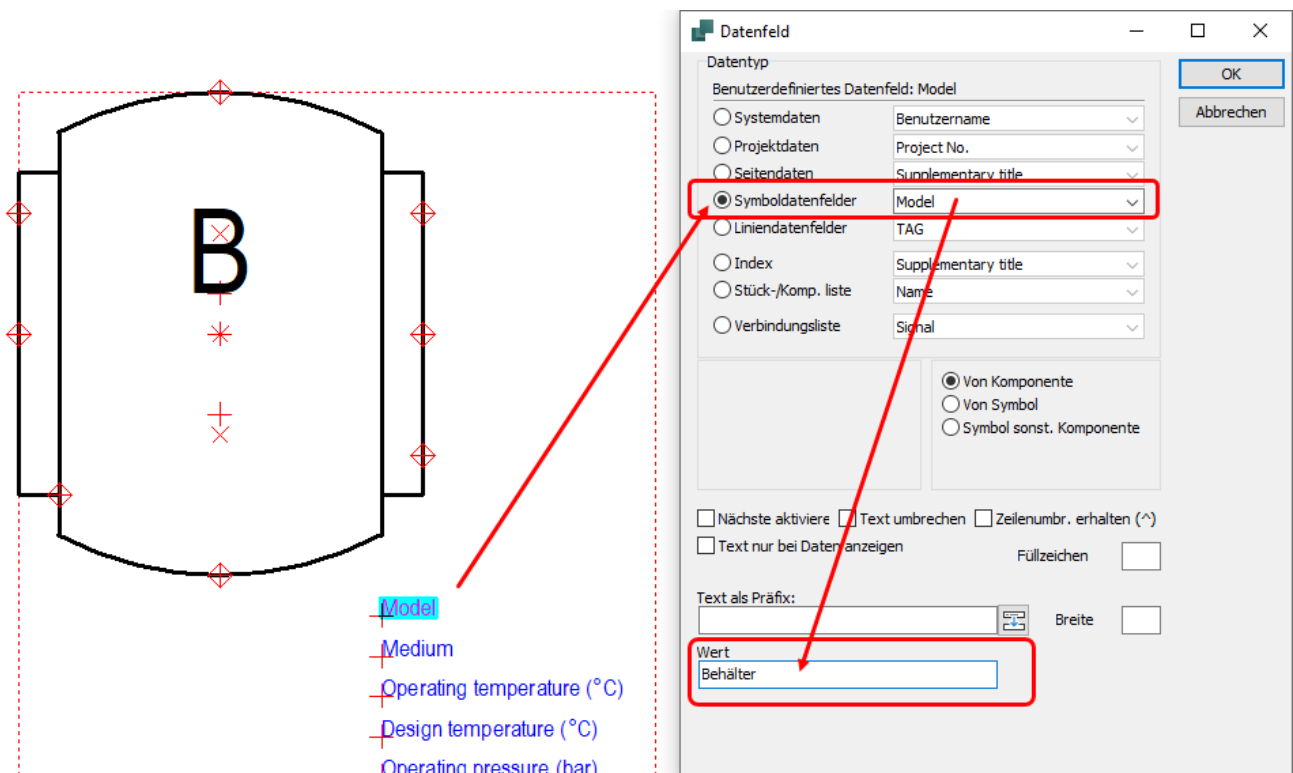 B
Model
Medium
Operating temperature (°C)
Design temperature (°C)
Operating pressure (bar)
Datenfeld
OK
Abbrechen
Datentyp
Benutzerdefiniertes Datenfeld: Model
Systemdaten Benutzername
Projektdaten Project No.
Seitendaten Supplementary title
Symboldatenfelder Model
Liniendatenfelder TAG
Index Supplementary title
Stück-/Komp. liste Name
Verbindungsliste Signal
Von Komponente
Von Symbol
Symbol sonst. Komponente
Nächste aktiviere Text umbrechen Zeilenumbr. erhalten (^)
Text nur bei Daten anzeigen
Füllzeichen
Text als Präfix:
Breite
Wert
Behälter